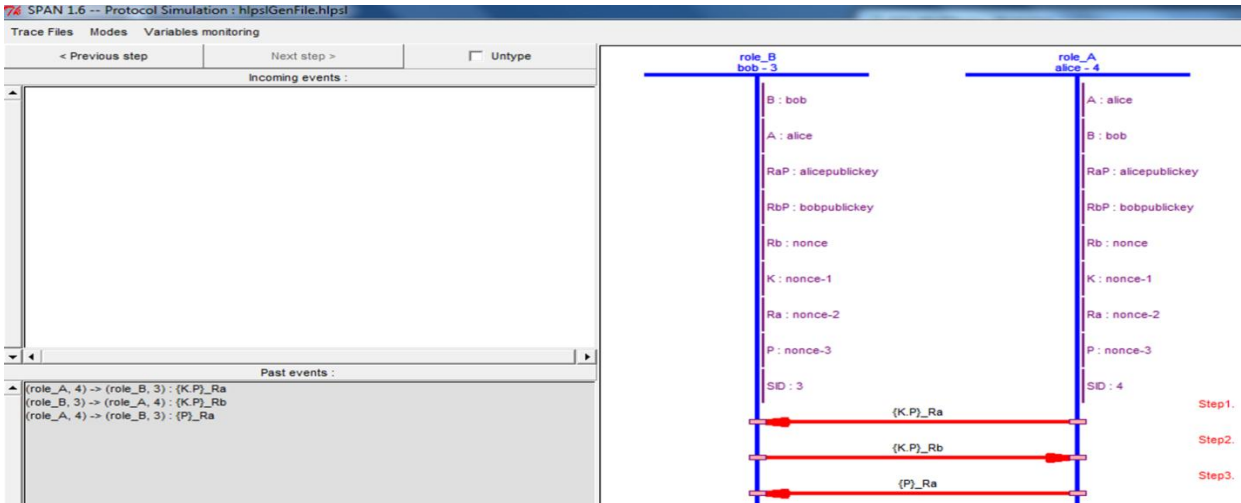 SPAN 1.6 -- Protocol Simulation : hlpslGenFile.hlpsl
Trace Files Modes Variables monitoring
< Previous step Next step > Untype
Incoming events :
Past events :
(role_A, 4) -> (role_B, 3) : {K.P}_Ra
(role_B, 3) -> (role_A, 4) : {K.P}_Rb
(role_A, 4) -> (role_B, 3) : {P}_Ra
role_B
bob - 3
role_A
alice - 4
B : bob
A : alice
A : alice
B : bob
RaP : alicepublickey
RaP : alicepublickey
RbP : bobpublickey
RbP : bobpublickey
Rb : nonce
Rb : nonce
K : nonce-1
K : nonce-1
Ra : nonce-2
Ra : nonce-2
P : nonce-3
P : nonce-3
SID : 3
SID : 4
{K.P}_Ra
Step1.
{K.P}_Rb
Step2.
{P}_Ra
Step3.